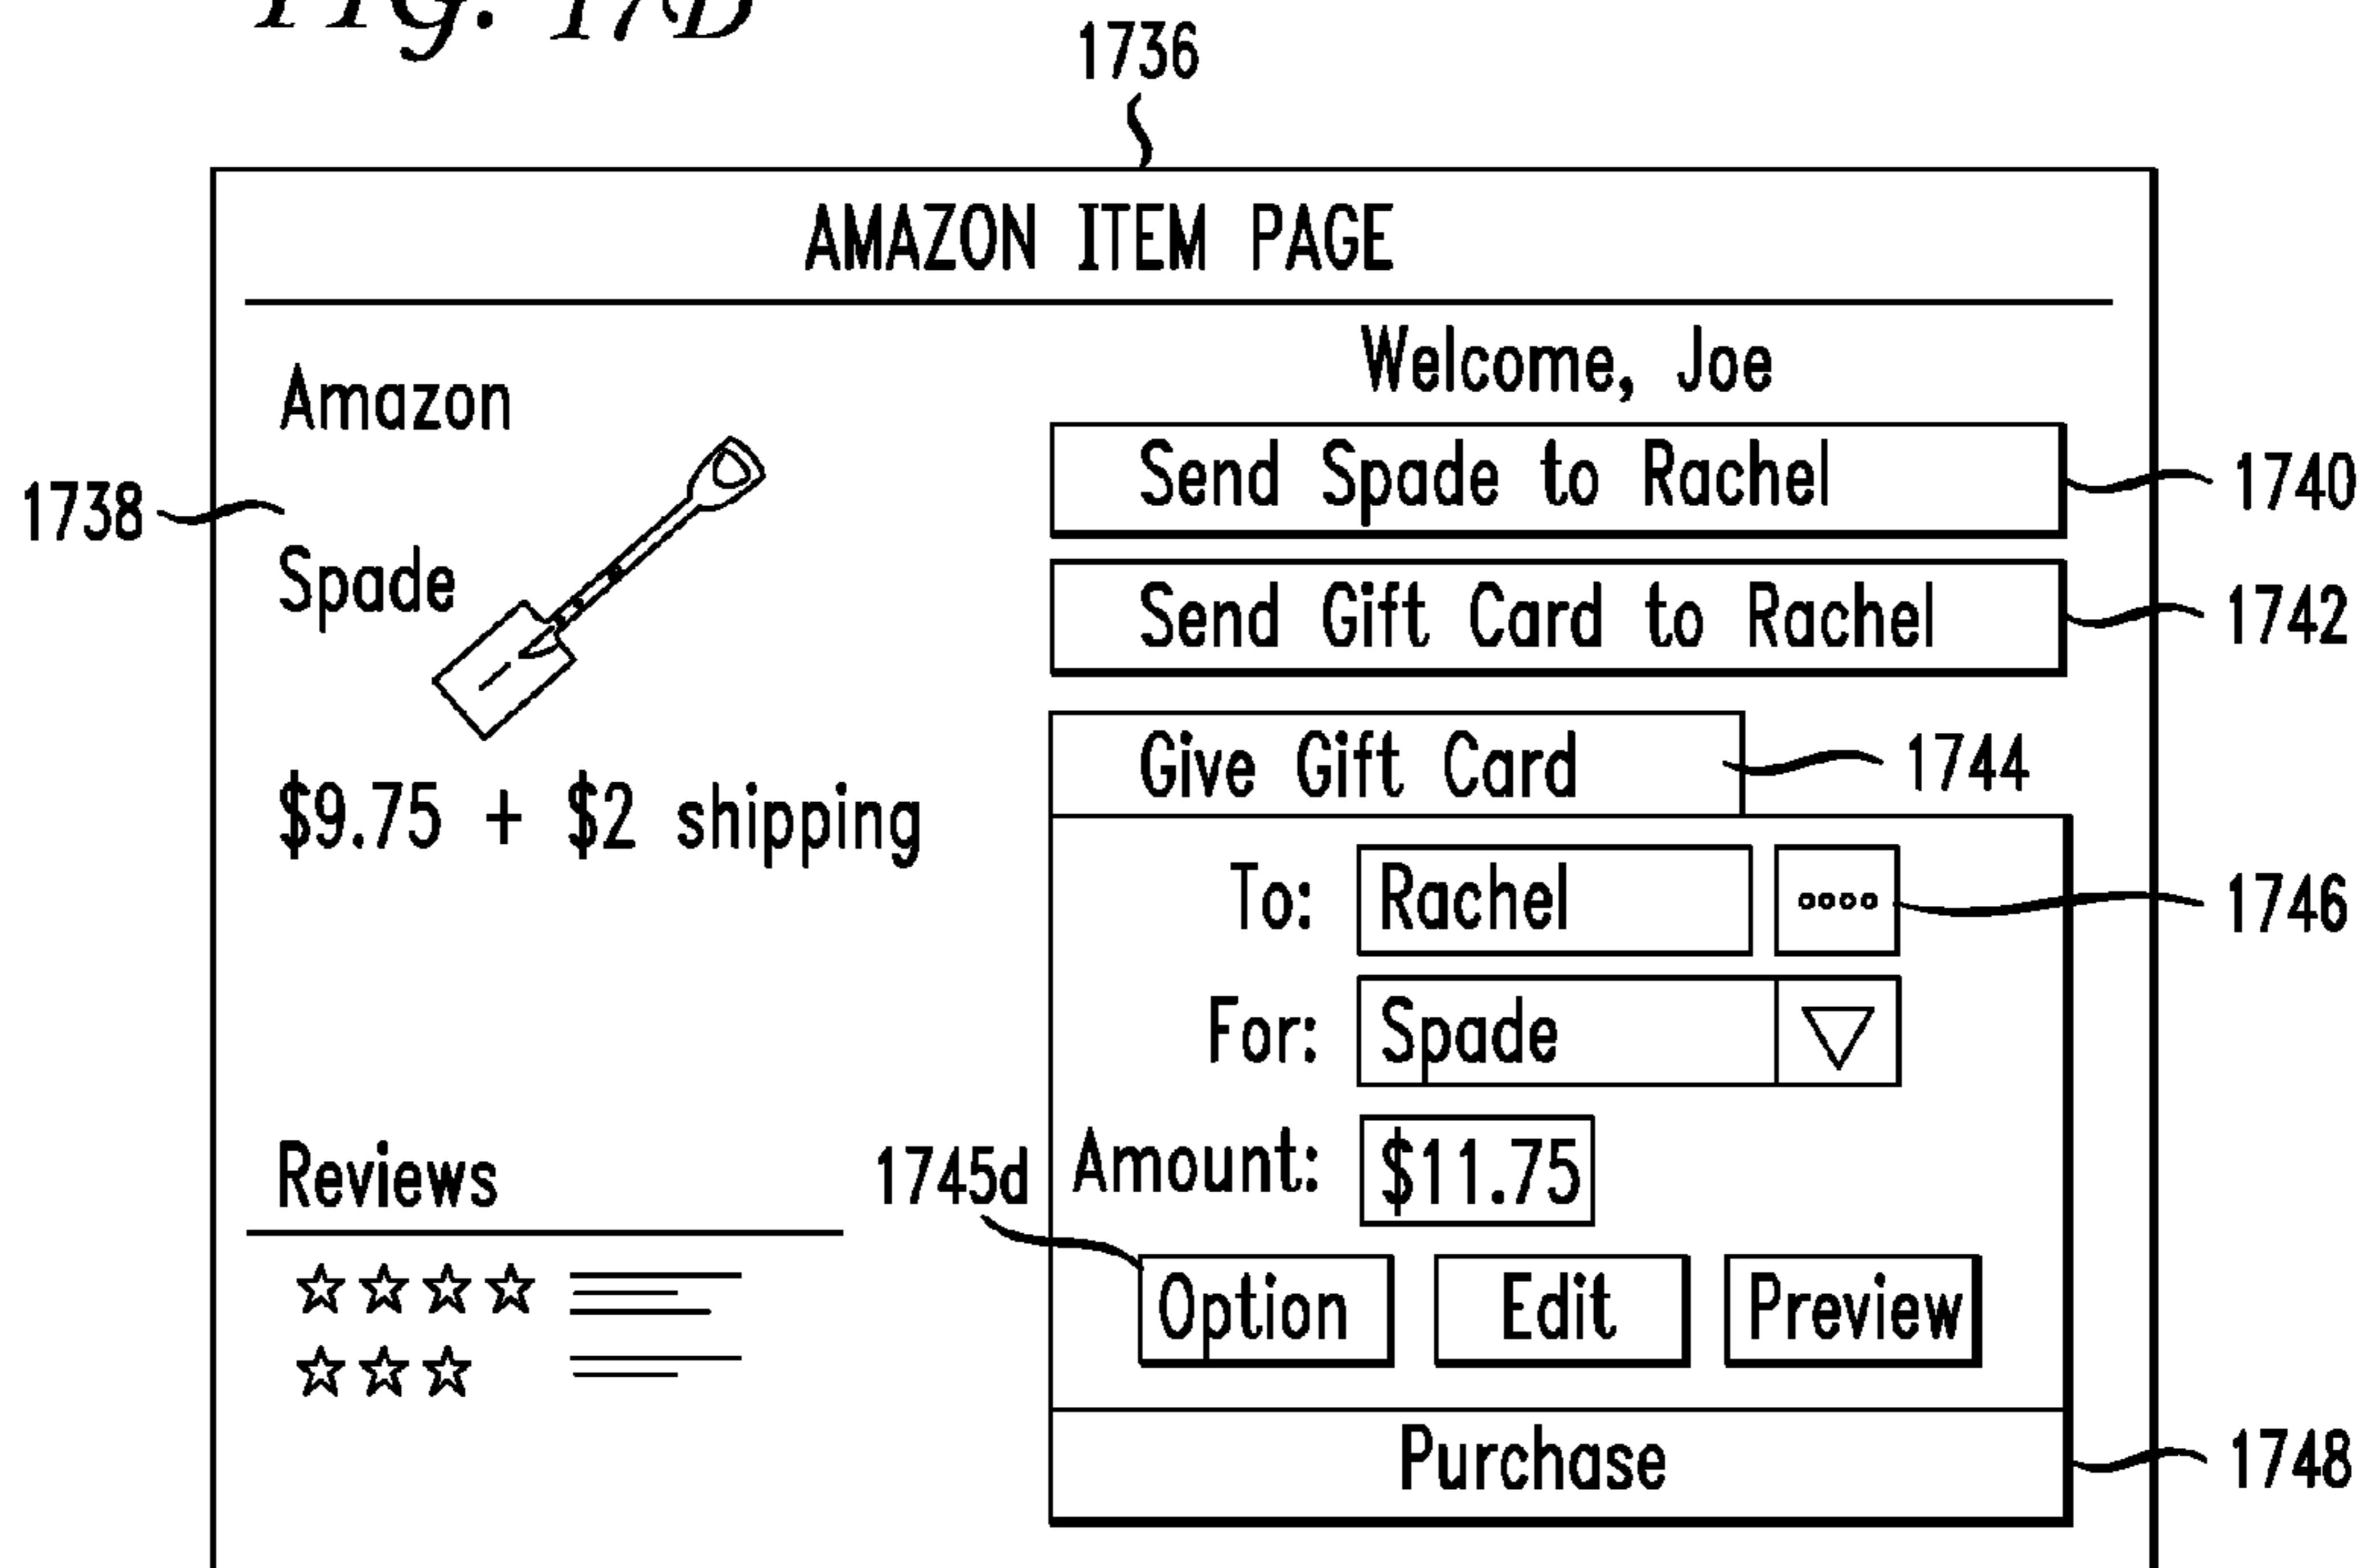 FIG. 17D
1736
AMAZON ITEM PAGE
Welcome, Joe
Amazon
Send Spade to Rachel
1740
1738
Spade
Send Gift Card to Rachel
1742
Give Gift Card
1744
$9.75 + $2 shipping
To: Rachel
1746
For: Spade
Amount: $11.75
Reviews
1745d
Option Edit Preview
Purchase
1748